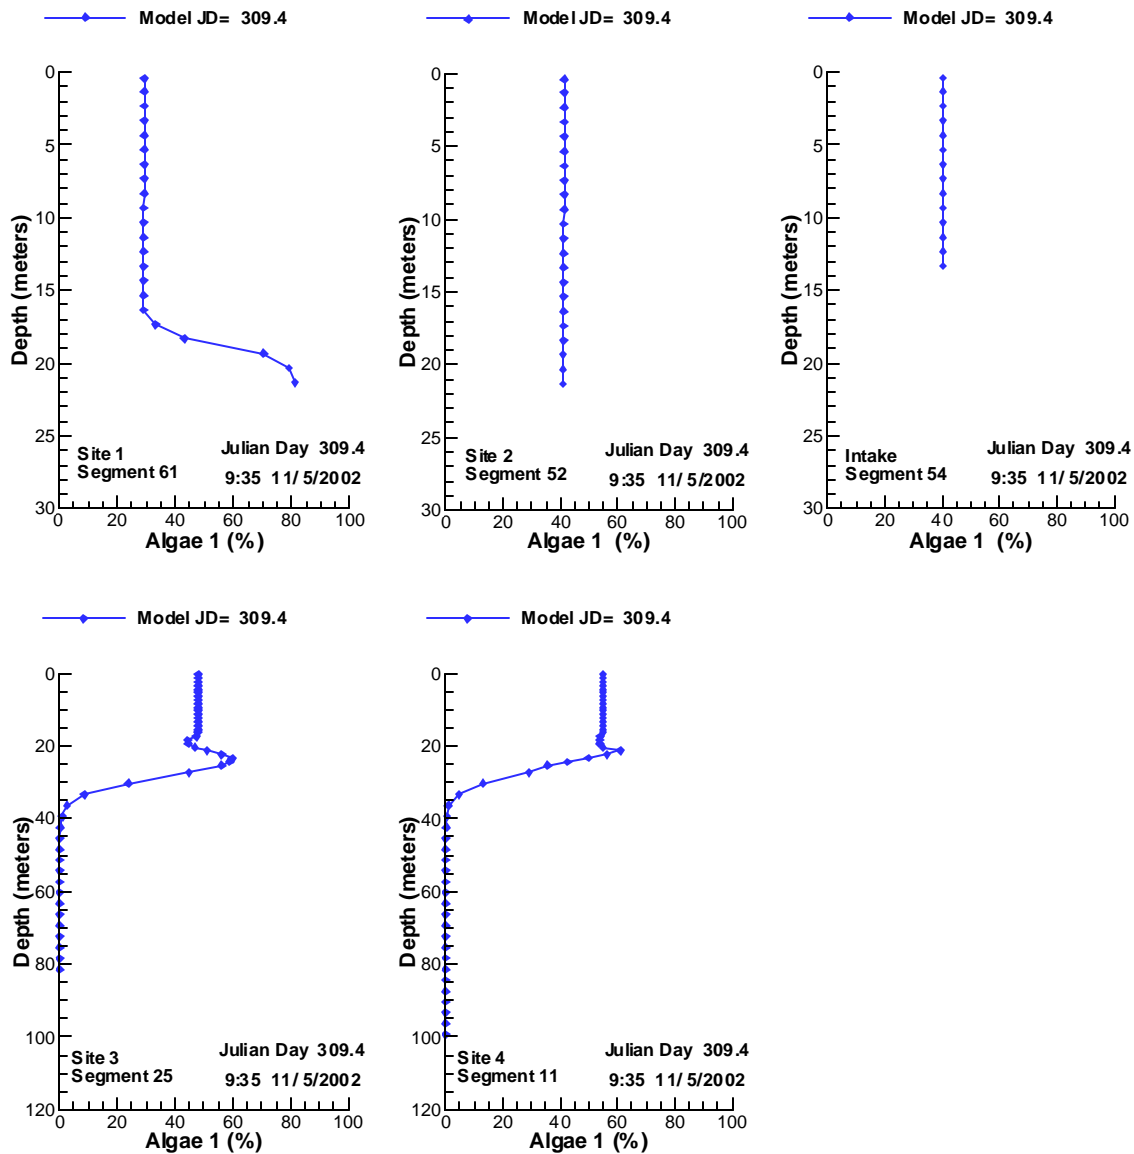 Model JD= 309.4
0
5
10
15
20
25
30
0 20 40 60 80 100
Depth (meters)
Algae 1 (%)
Site 1
Segment 61
Julian Day 309.4
9:35 11/ 5/2002
Model JD= 309.4
0
5
10
15
20
25
30
0 20 40 60 80 100
Depth (meters)
Algae 1 (%)
Site 2
Segment 52
Julian Day 309.4
9:35 11/ 5/2002
Model JD= 309.4
0
5
10
15
20
25
30
0 20 40 60 80 100
Depth (meters)
Algae 1 (%)
Intake
Segment 54
Julian Day 309.4
9:35 11/ 5/2002
Model JD= 309.4
0
20
40
60
80
100
120
0 20 40 60 80 100
Depth (meters)
Algae 1 (%)
Site 3
Segment 25
Julian Day 309.4
9:35 11/ 5/2002
Model JD= 309.4
0
20
40
60
80
100
120
0 20 40 60 80 100
Depth (meters)
Algae 1 (%)
Site 4
Segment 11
Julian Day 309.4
9:35 11/ 5/2002